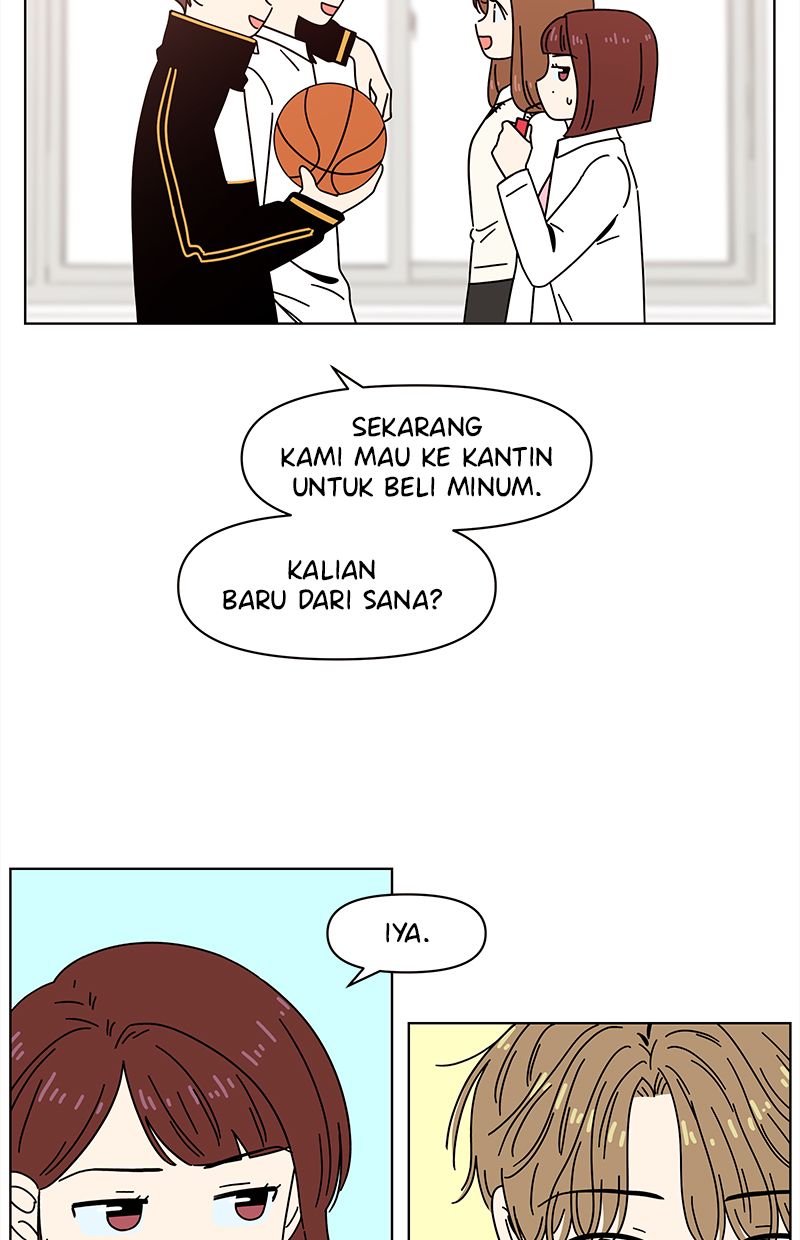 SEKARANG
KAMI MAU KE KANTIN
UNTUK BELI MINUM.
KALIAN
BARU DARI SANA?
IYA.